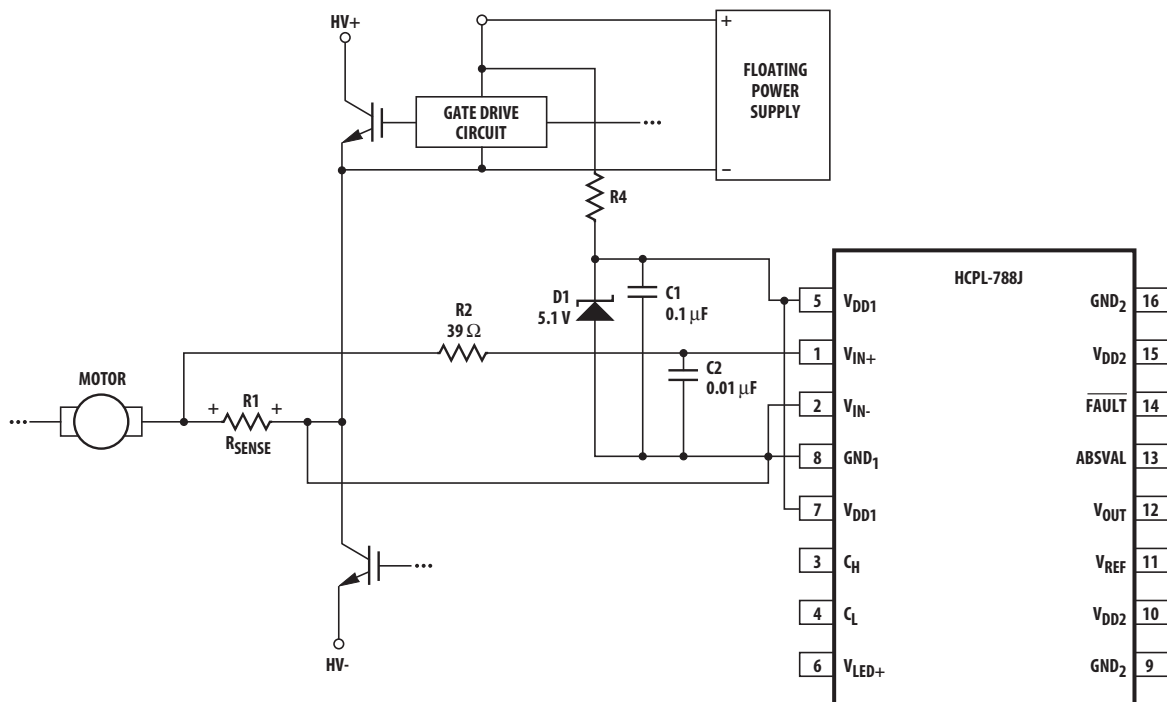 HV+
+
FLOATING
POWER
SUPPLY
−
GATE DRIVE
CIRCUIT
•••
R4
HCPL-788J
D1
5.1 V
C1
0.1 µF
R2
39 Ω
C2
0.01 µF
MOTOR
•••
+ R1 +
RSENSE
5 VDD1
1 VIN+
2 VIN-
8 GND1
7 VDD1
3 CH
4 CL
6 VLED+
GND2 16
VDD2 15
FAULT 14
ABSVAL 13
VOUT 12
VREF 11
VDD2 10
GND2 9
•••
HV-